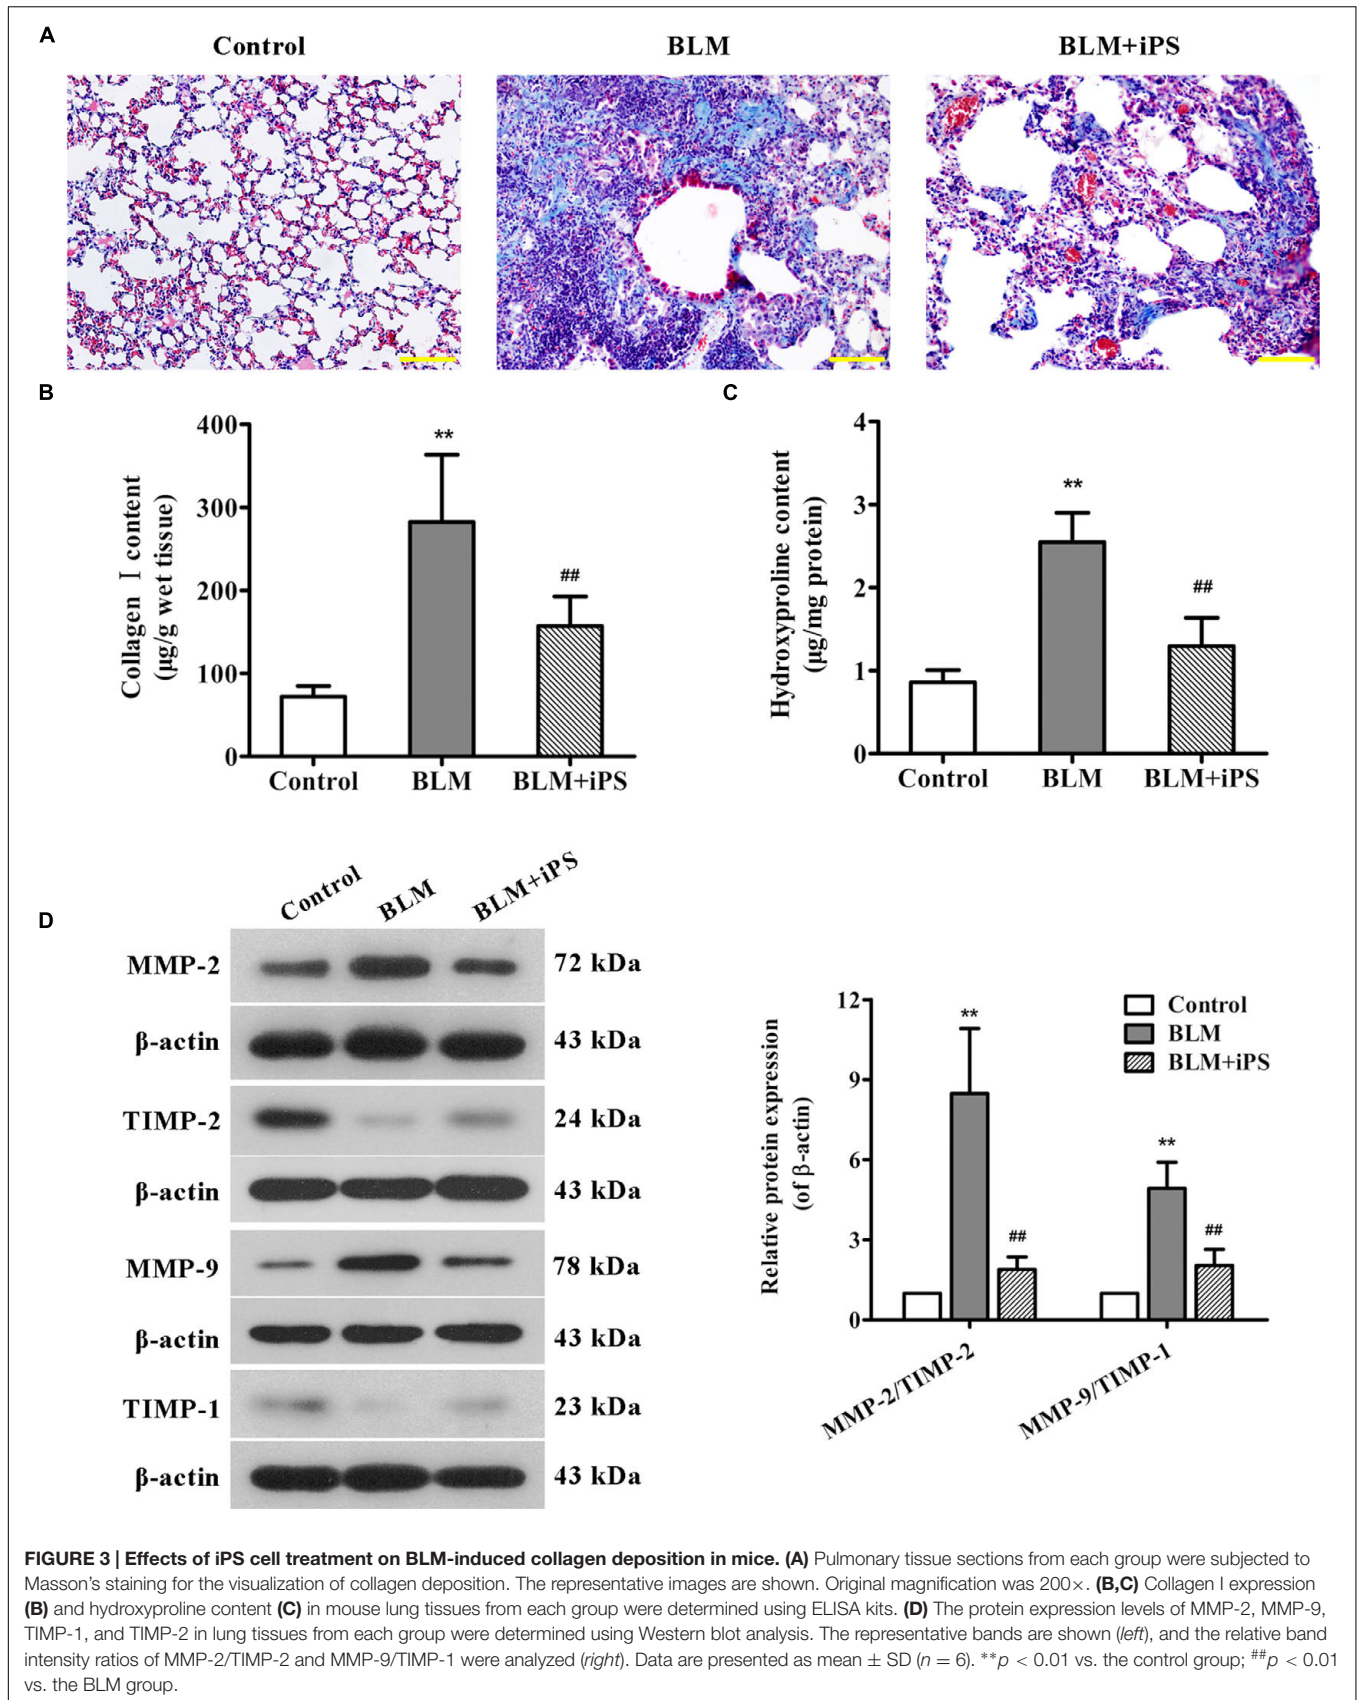 A
Control
BLM
BLM+iPS
B
400
300
200
100
0
Collagen I content
(μg/g wet tissue)
**
##
Control
BLM
BLM+iPS
C
4
3
2
1
0
Hydroxyproline content
(μg/mg protein)
**
##
Control
BLM
BLM+iPS
D
Control
BLM
BLM+iPS
MMP-2
72 kDa
β-actin
43 kDa
TIMP-2
24 kDa
β-actin
43 kDa
MMP-9
78 kDa
β-actin
43 kDa
TIMP-1
23 kDa
β-actin
43 kDa
12
9
6
3
0
Relative protein expression
(of β-actin)
Control
BLM
BLM+iPS
**
##
**
##
MMP-2/TIMP-2
MMP-9/TIMP-1
FIGURE 3 | Effects of iPS cell treatment on BLM-induced collagen deposition in mice. (A) Pulmonary tissue sections from each group were subjected to
Masson's staining for the visualization of collagen deposition. The representative images are shown. Original magnification was 200×. (B,C) Collagen I expression
(B) and hydroxyproline content (C) in mouse lung tissues from each group were determined using ELISA kits. (D) The protein expression levels of MMP-2, MMP-9,
TIMP-1, and TIMP-2 in lung tissues from each group were determined using Western blot analysis. The representative bands are shown (left), and the relative band
intensity ratios of MMP-2/TIMP-2 and MMP-9/TIMP-1 were analyzed (right). Data are presented as mean ± SD (n = 6). **p < 0.01 vs. the control group; ##p < 0.01
vs. the BLM group.